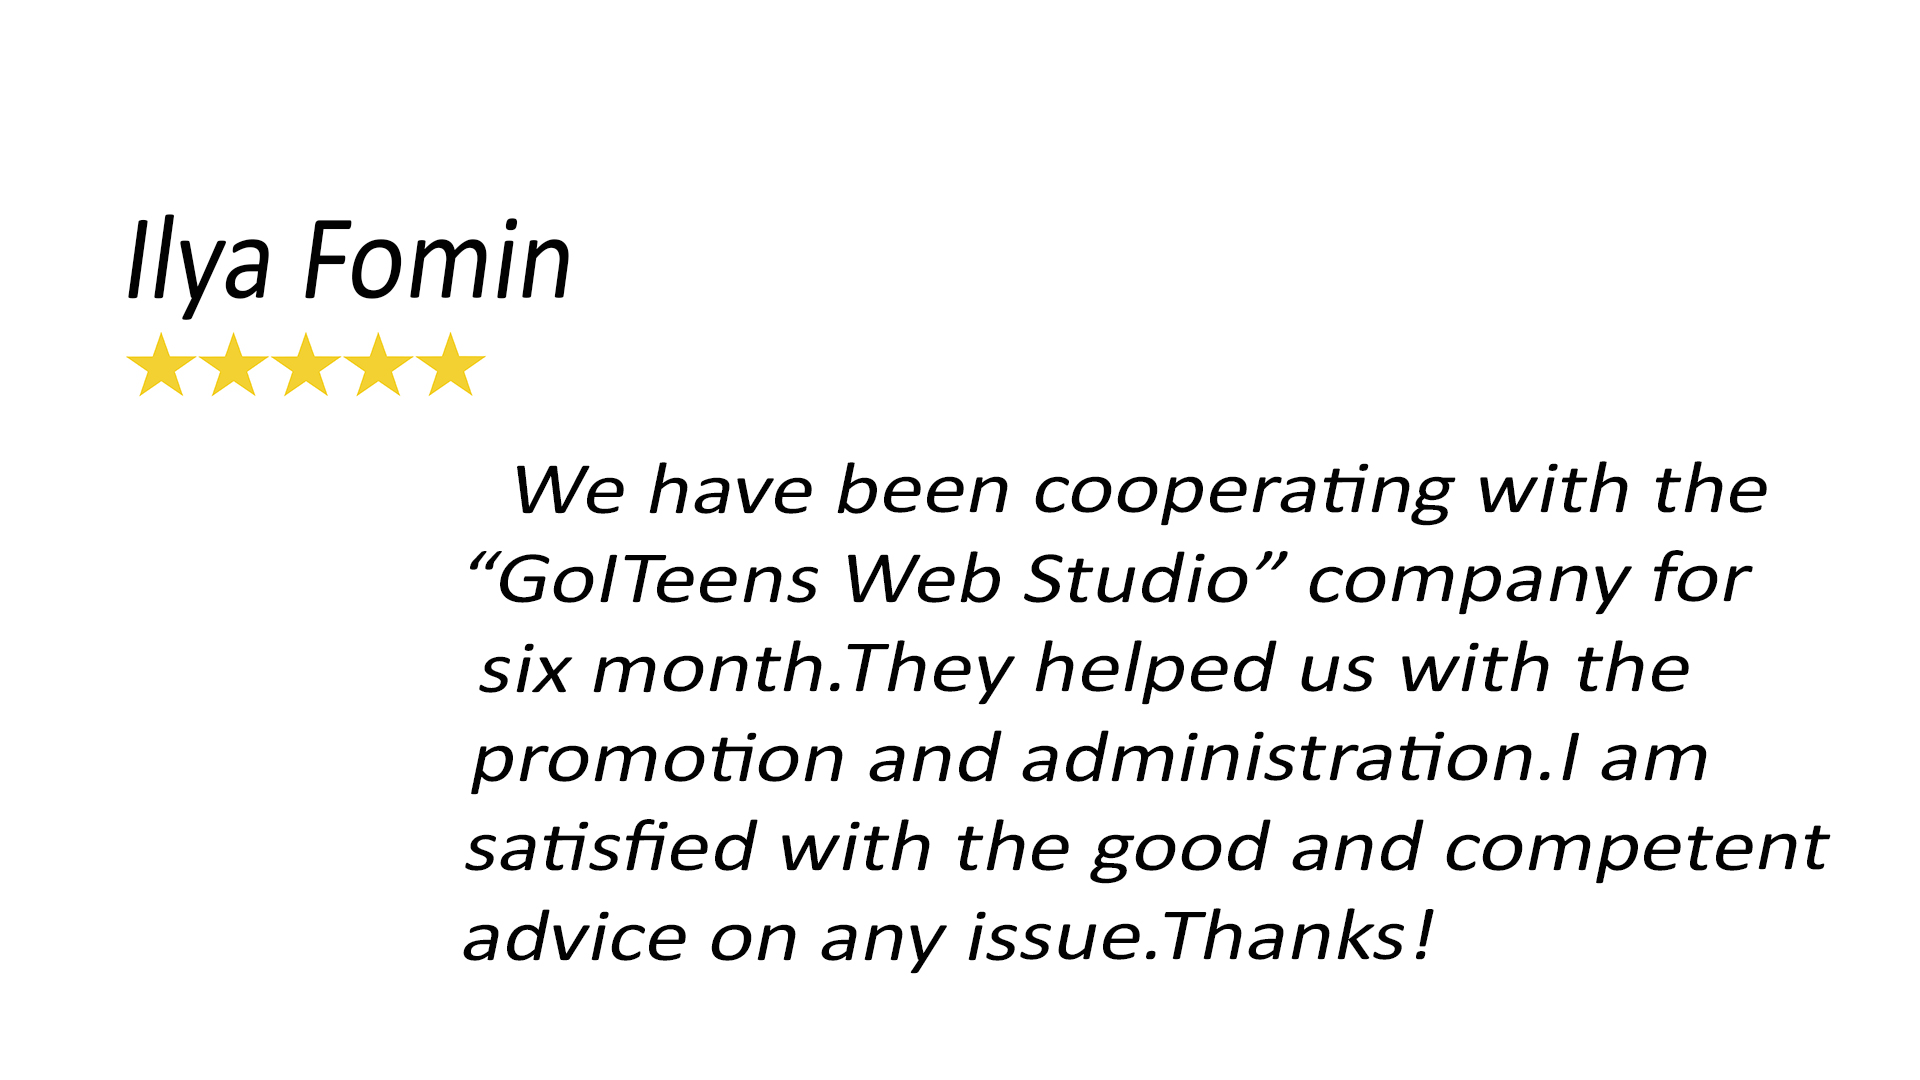 Ilya Fomin
We have been cooperating with the
“GoITeens Web Studio” company for
six month.They helped us with the
promotion and administration.I am
satisfied with the good and competent
advice on any issue.Thanks!